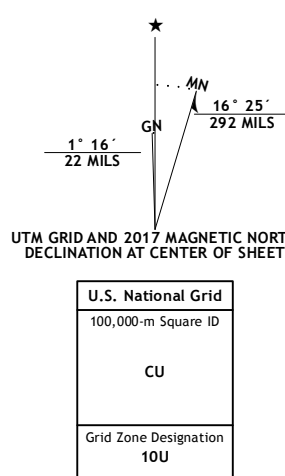 ★
MN
GN
16° 25´
292 MILS
1° 16´
22 MILS
UTM GRID AND 2017 MAGNETIC NORT
DECLINATION AT CENTER OF SHEET
U.S. National Grid
100,000-m Square ID
CU
Grid Zone Designation
10U